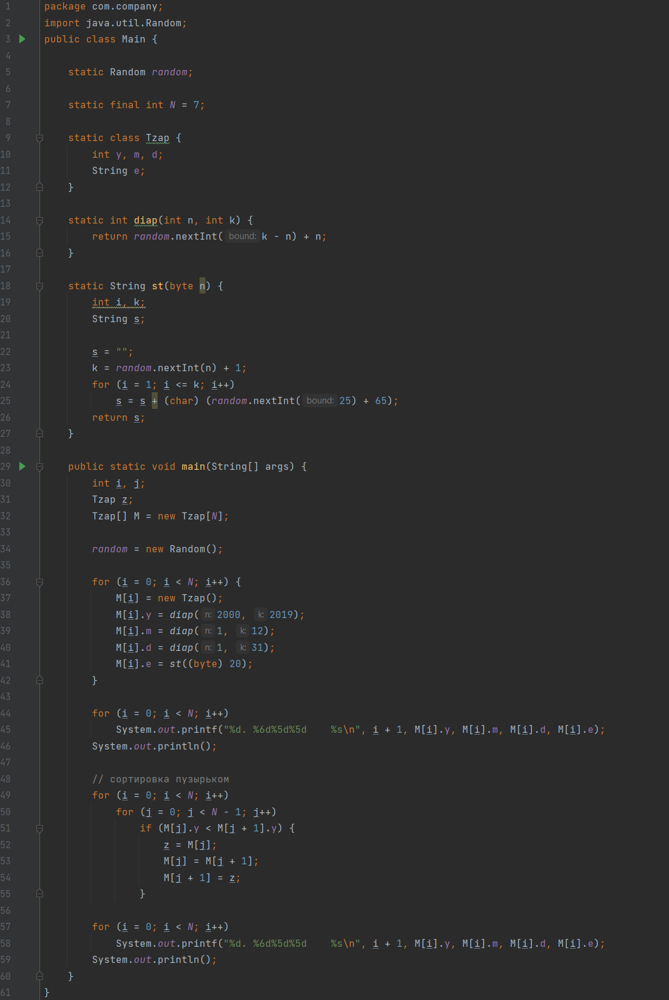 1 package com.company;
2 import java.util.Random;
3 public class Main {
4
5 static Random random;
6
7 static final int N = 7;
8
9 static class Tzap {
10 int y, m, d;
11 String e;
12 }
13
14 static int diap(int n, int k) {
15 return random.nextInt( bound: k - n) + n;
16 }
17
18 static String st(byte n) {
19 int i, k;
20 String s;
21
22 s = "";
23 k = random.nextInt(n) + 1;
24 for (i = 1; i <= k; i++)
25 s = s + (char) (random.nextInt( bound: 25) + 65);
26 return s;
27 }
28
29 public static void main(String[] args) {
30 int i, j;
31 Tzap z;
32 Tzap[] M = new Tzap[N];
33
34 random = new Random();
35
36 for (i = 0; i < N; i++) {
37 M[i] = new Tzap();
38 M[i].y = diap( n: 2000, k: 2019);
39 M[i].m = diap( n: 1, k: 12);
40 M[i].d = diap( n: 1, k: 31);
41 M[i].e = st((byte) 20);
42 }
43
44 for (i = 0; i < N; i++)
45 System.out.printf("%d. %6d%5d%5d    %s\n", i + 1, M[i].y, M[i].m, M[i].d, M[i].e);
46 System.out.println();
47
48 // сортировка пузырьком
49 for (i = 0; i < N; i++)
50 for (j = 0; j < N - 1; j++)
51 if (M[j].y < M[j + 1].y) {
52 z = M[j];
53 M[j] = M[j + 1];
54 M[j + 1] = z;
55 }
56
57 for (i = 0; i < N; i++)
58 System.out.printf("%d. %6d%5d%5d    %s\n", i + 1, M[i].y, M[i].m, M[i].d, M[i].e);
59 System.out.println();
60 }
61 }